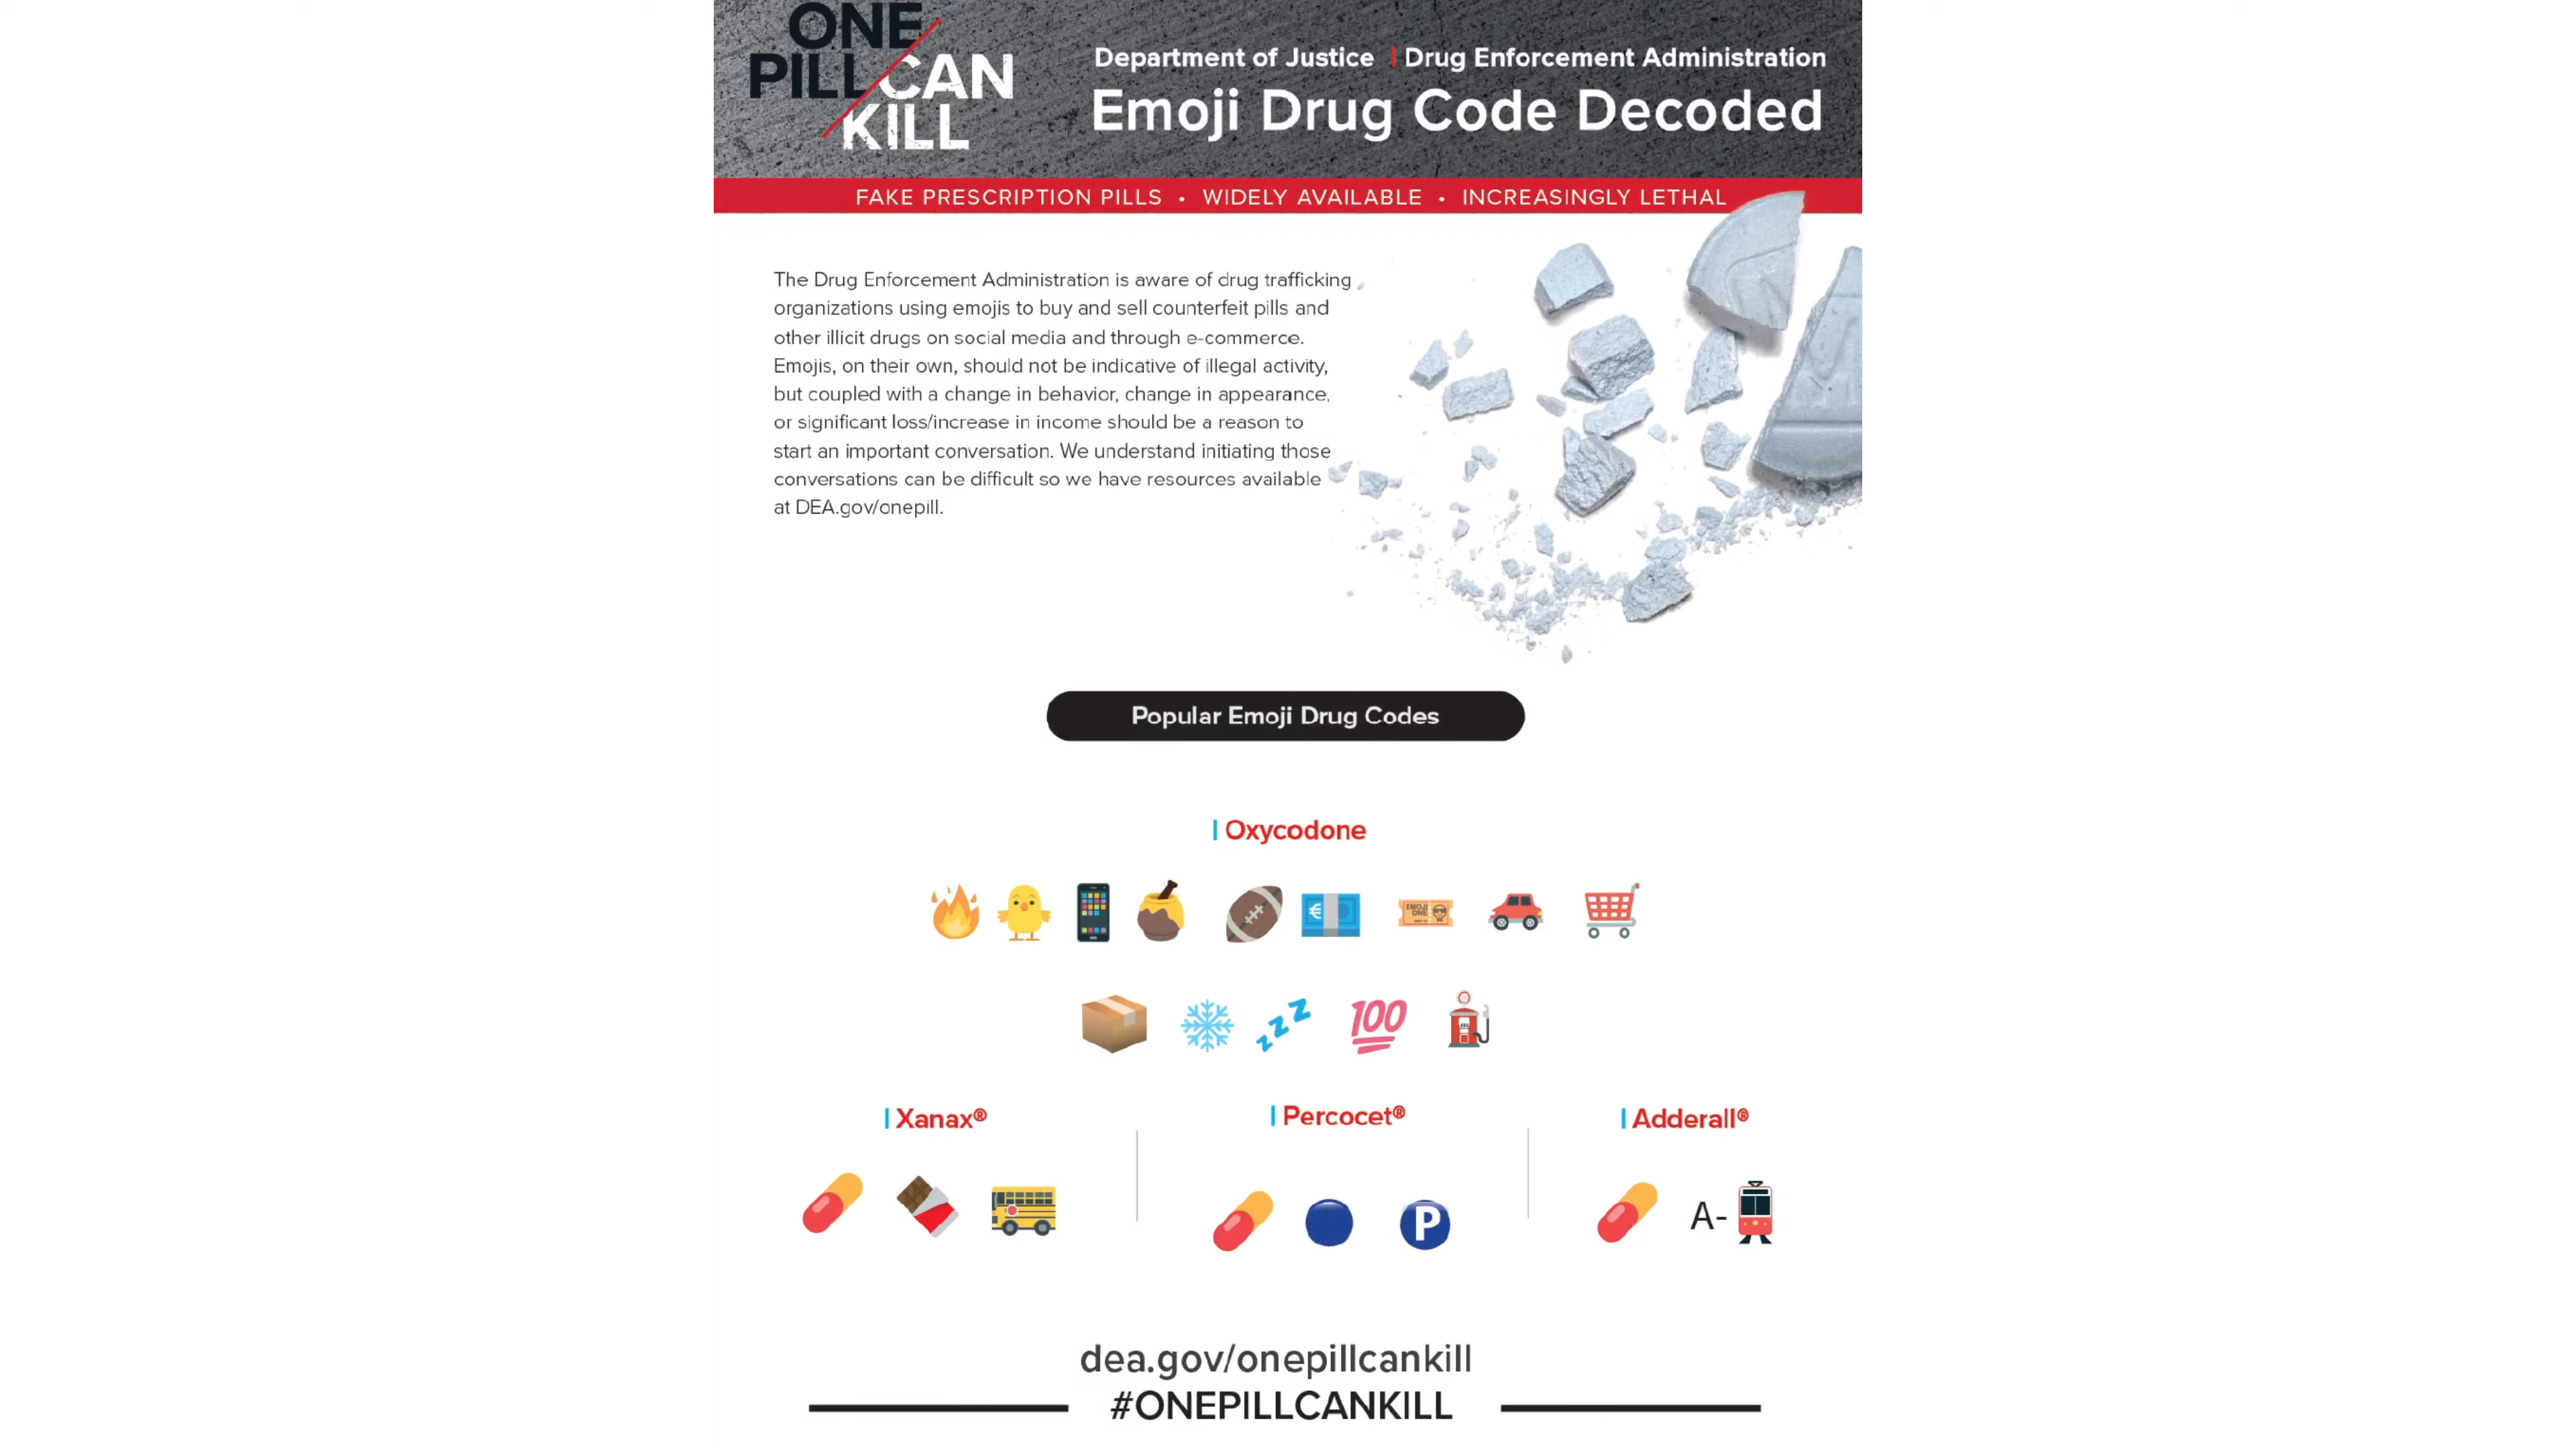 ONE
PILL CAN
KILL
Department of Justice | Drug Enforcement Administration
Emoji Drug Code Decoded
FAKE PRESCRIPTION PILLS • WIDELY AVAILABLE • INCREASINGLY LETHAL
The Drug Enforcement Administration is aware of drug trafficking
organizations using emojis to buy and sell counterfeit pills and
other illicit drugs on social media and through e-commerce.
Emojis, on their own, should not be indicative of illegal activity,
but coupled with a change in behavior, change in appearance,
or significant loss/increase in income should be a reason to
start an important conversation. We understand initiating those
conversations can be difficult so we have resources available
at DEA.gov/onepill.
Popular Emoji Drug Codes
| Oxycodone
€
EMOJI
ONE
zzZ
100
| Xanax®
| Percocet®
| Adderall®
P
A-
dea.gov/onepillcankill
#ONEPILLCANKILL